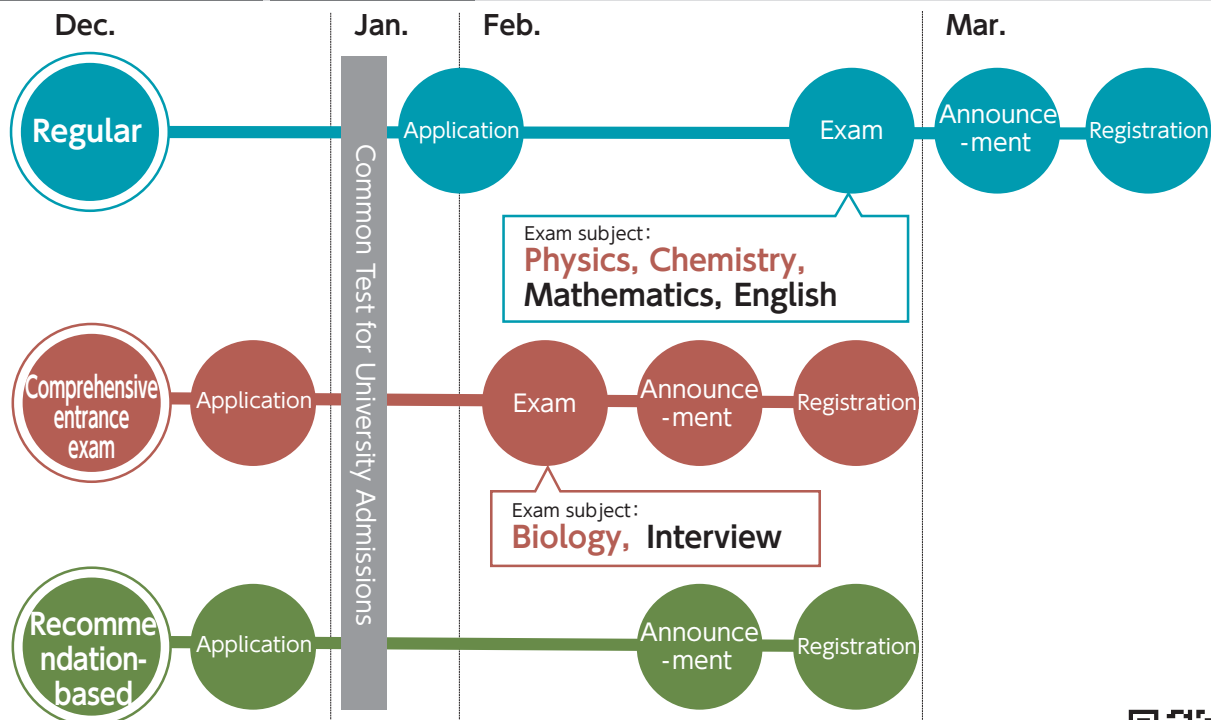 Dec.
Jan.
Feb.
Mar.
Regular
Application
Exam
Announce
-ment
Registration
Common Test for University Admissions
Exam subject:
Physics, Chemistry,
Mathematics, English
Comprehensive
entrance
exam
Application
Exam
Announce
-ment
Registration
Exam subject:
Biology, Interview
Recomme
ndation-
based
Application
Announce
-ment
Registration